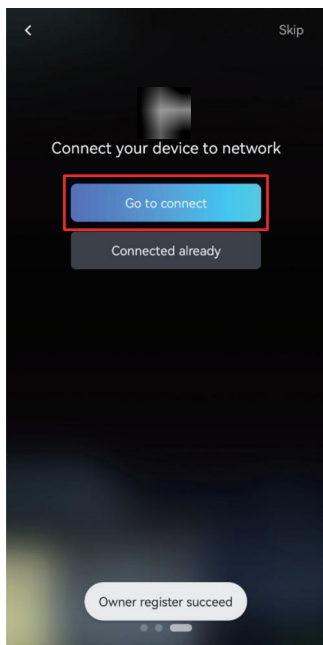 Skip
Connect your device to network
Go to connect
Connected already
Owner register succeed